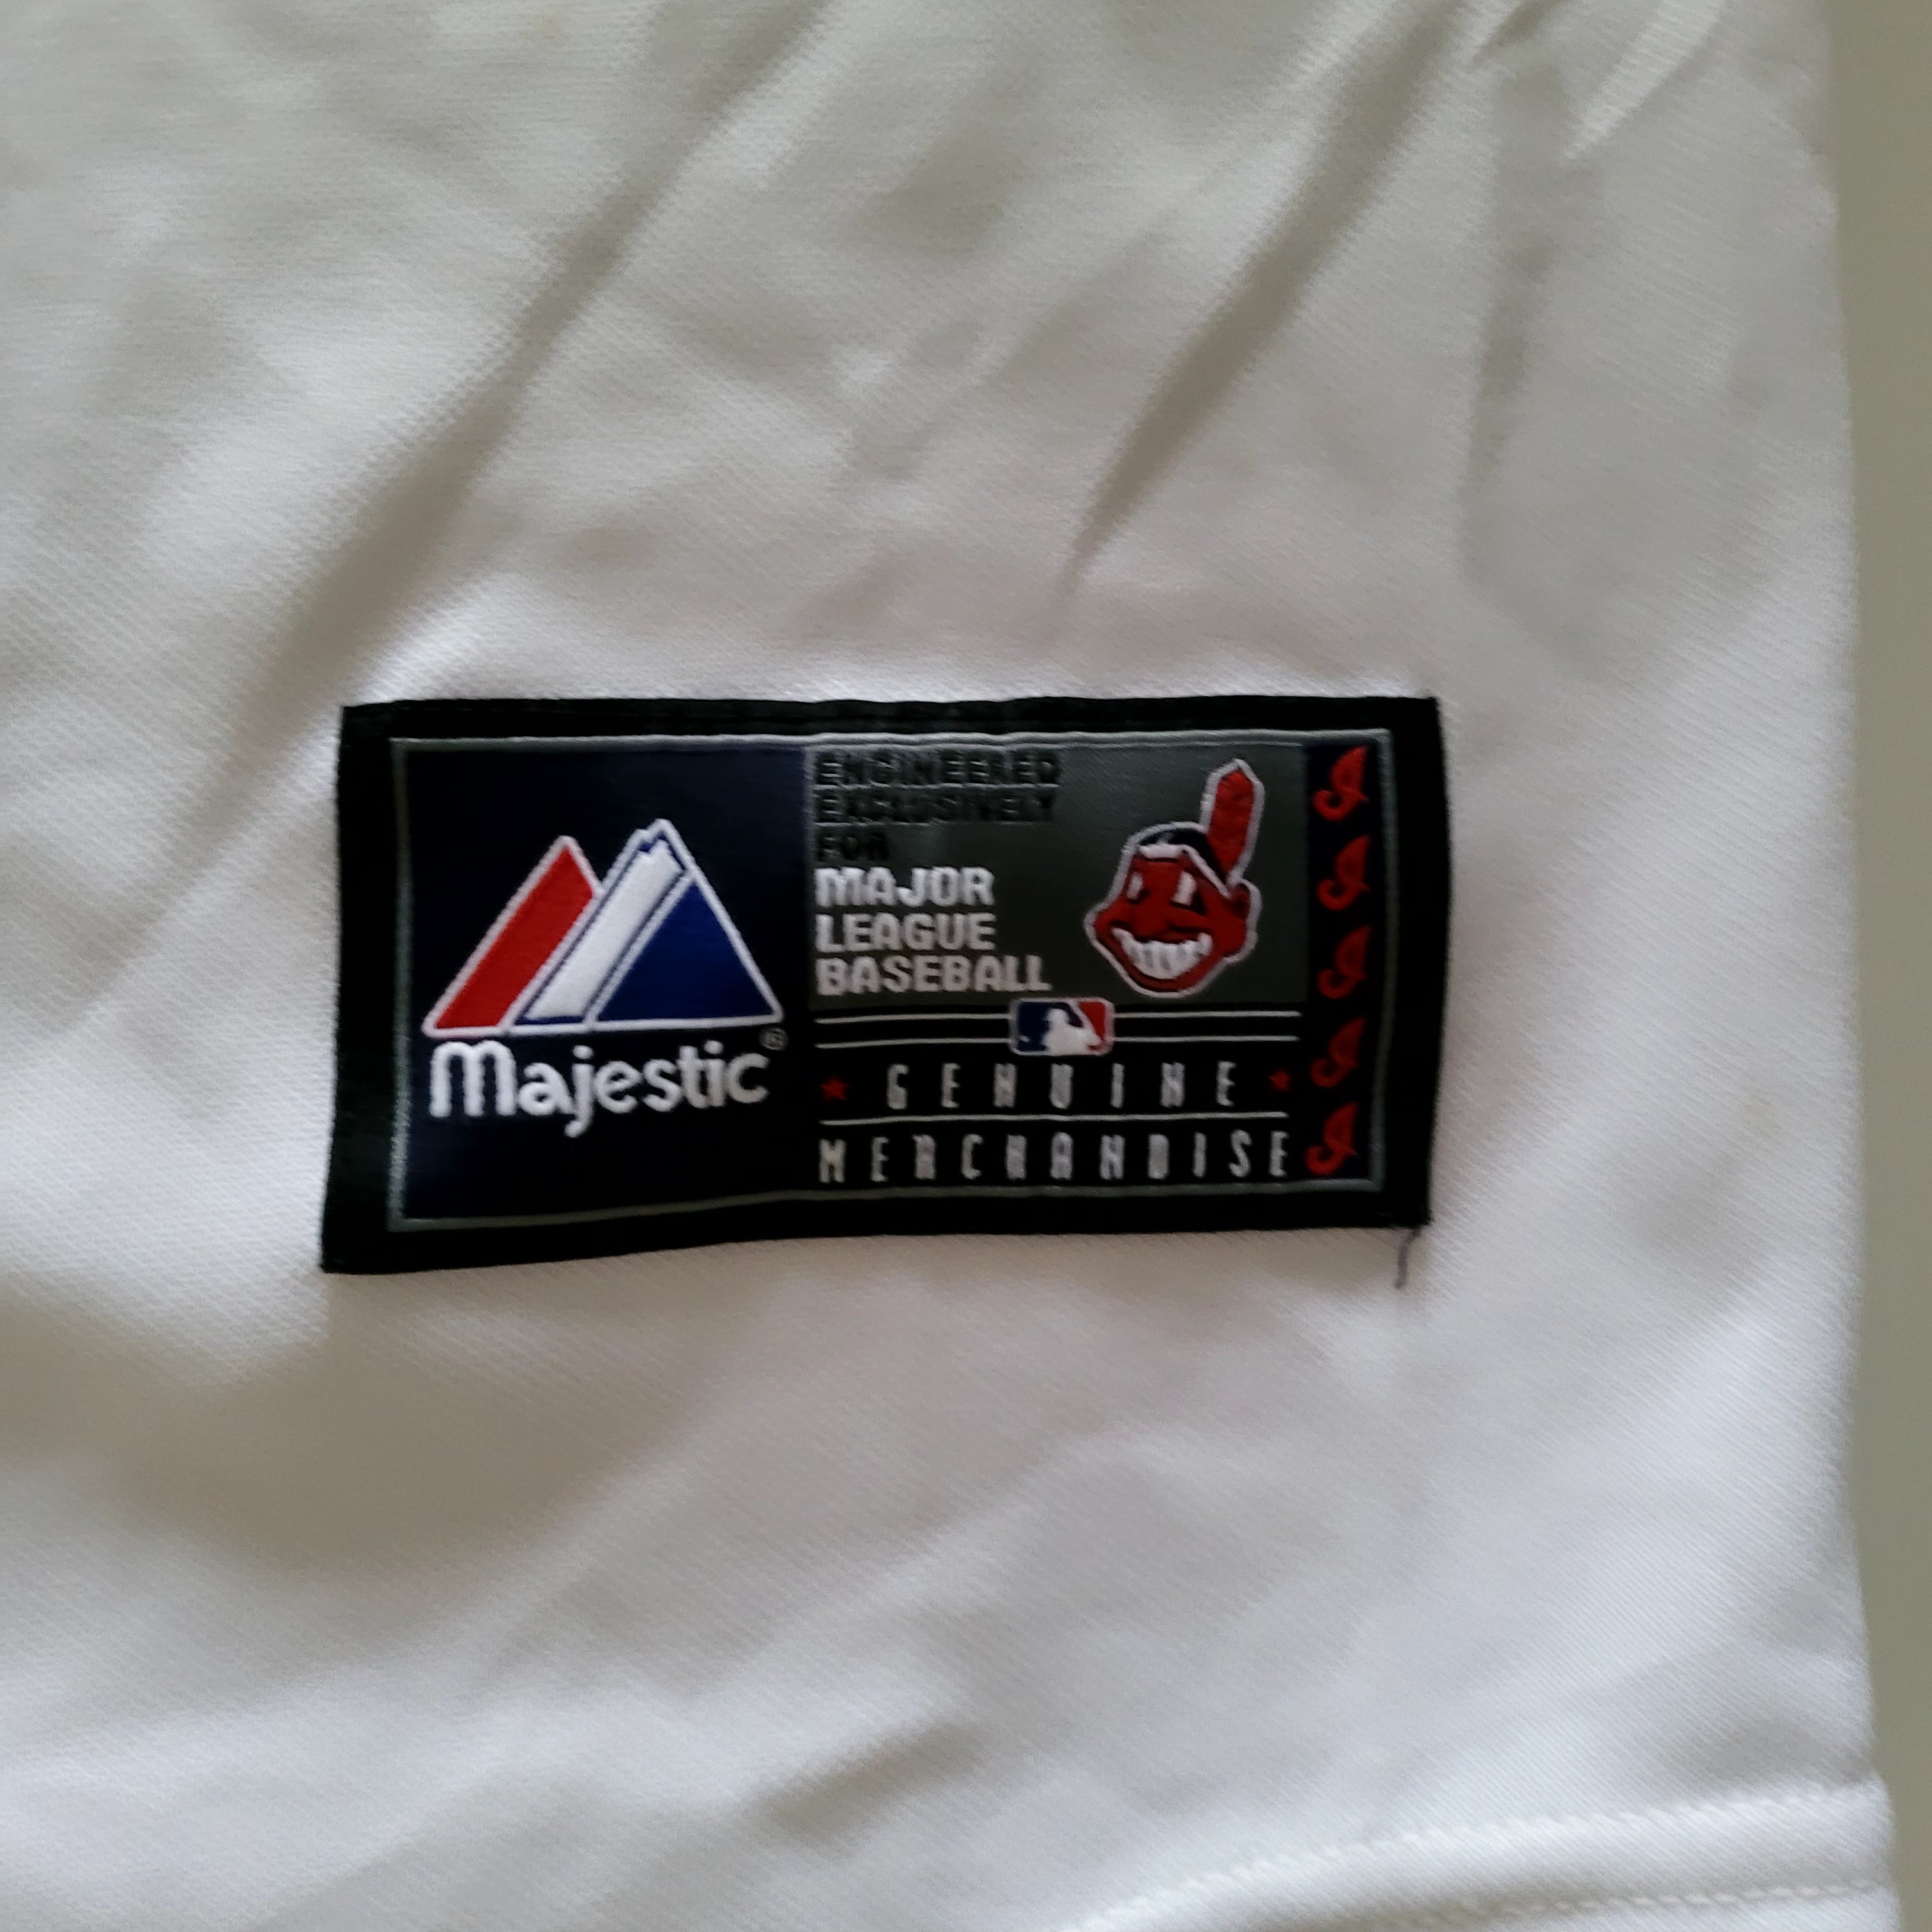 Majestic®
ENGINEERED
EXCLUSIVELY
FOR
MAJOR
LEAGUE
BASEBALL
GENUINE
MERCHANDISE
I
I
I
I
I